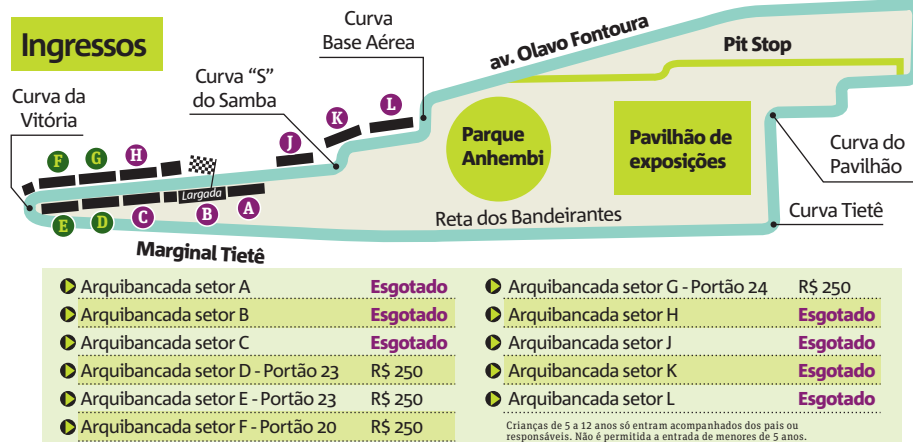 Ingressos
Curva da
Vitória
Curva "S"
do Samba
Curva
Base Aérea
av. Olavo Fontoura
Pit Stop
F
G
H
J
K
L
Largada
E
D
C
B
A
Parque
Anhembi
Pavilhão de
exposições
Curva do
Pavilhão
Curva Tietê
Reta dos Bandeirantes
Marginal Tietê
Arquibancada setor A Esgotado
Arquibancada setor B Esgotado
Arquibancada setor C Esgotado
Arquibancada setor D - Portão 23 R$ 250
Arquibancada setor E - Portão 23 R$ 250
Arquibancada setor F - Portão 20 R$ 250
Arquibancada setor G - Portão 24 R$ 250
Arquibancada setor H Esgotado
Arquibancada setor J Esgotado
Arquibancada setor K Esgotado
Arquibancada setor L Esgotado
Crianças de 5 a 12 anos só entram acompanhados dos pais ou
responsáveis. Não é permitida a entrada de menores de 5 anos.